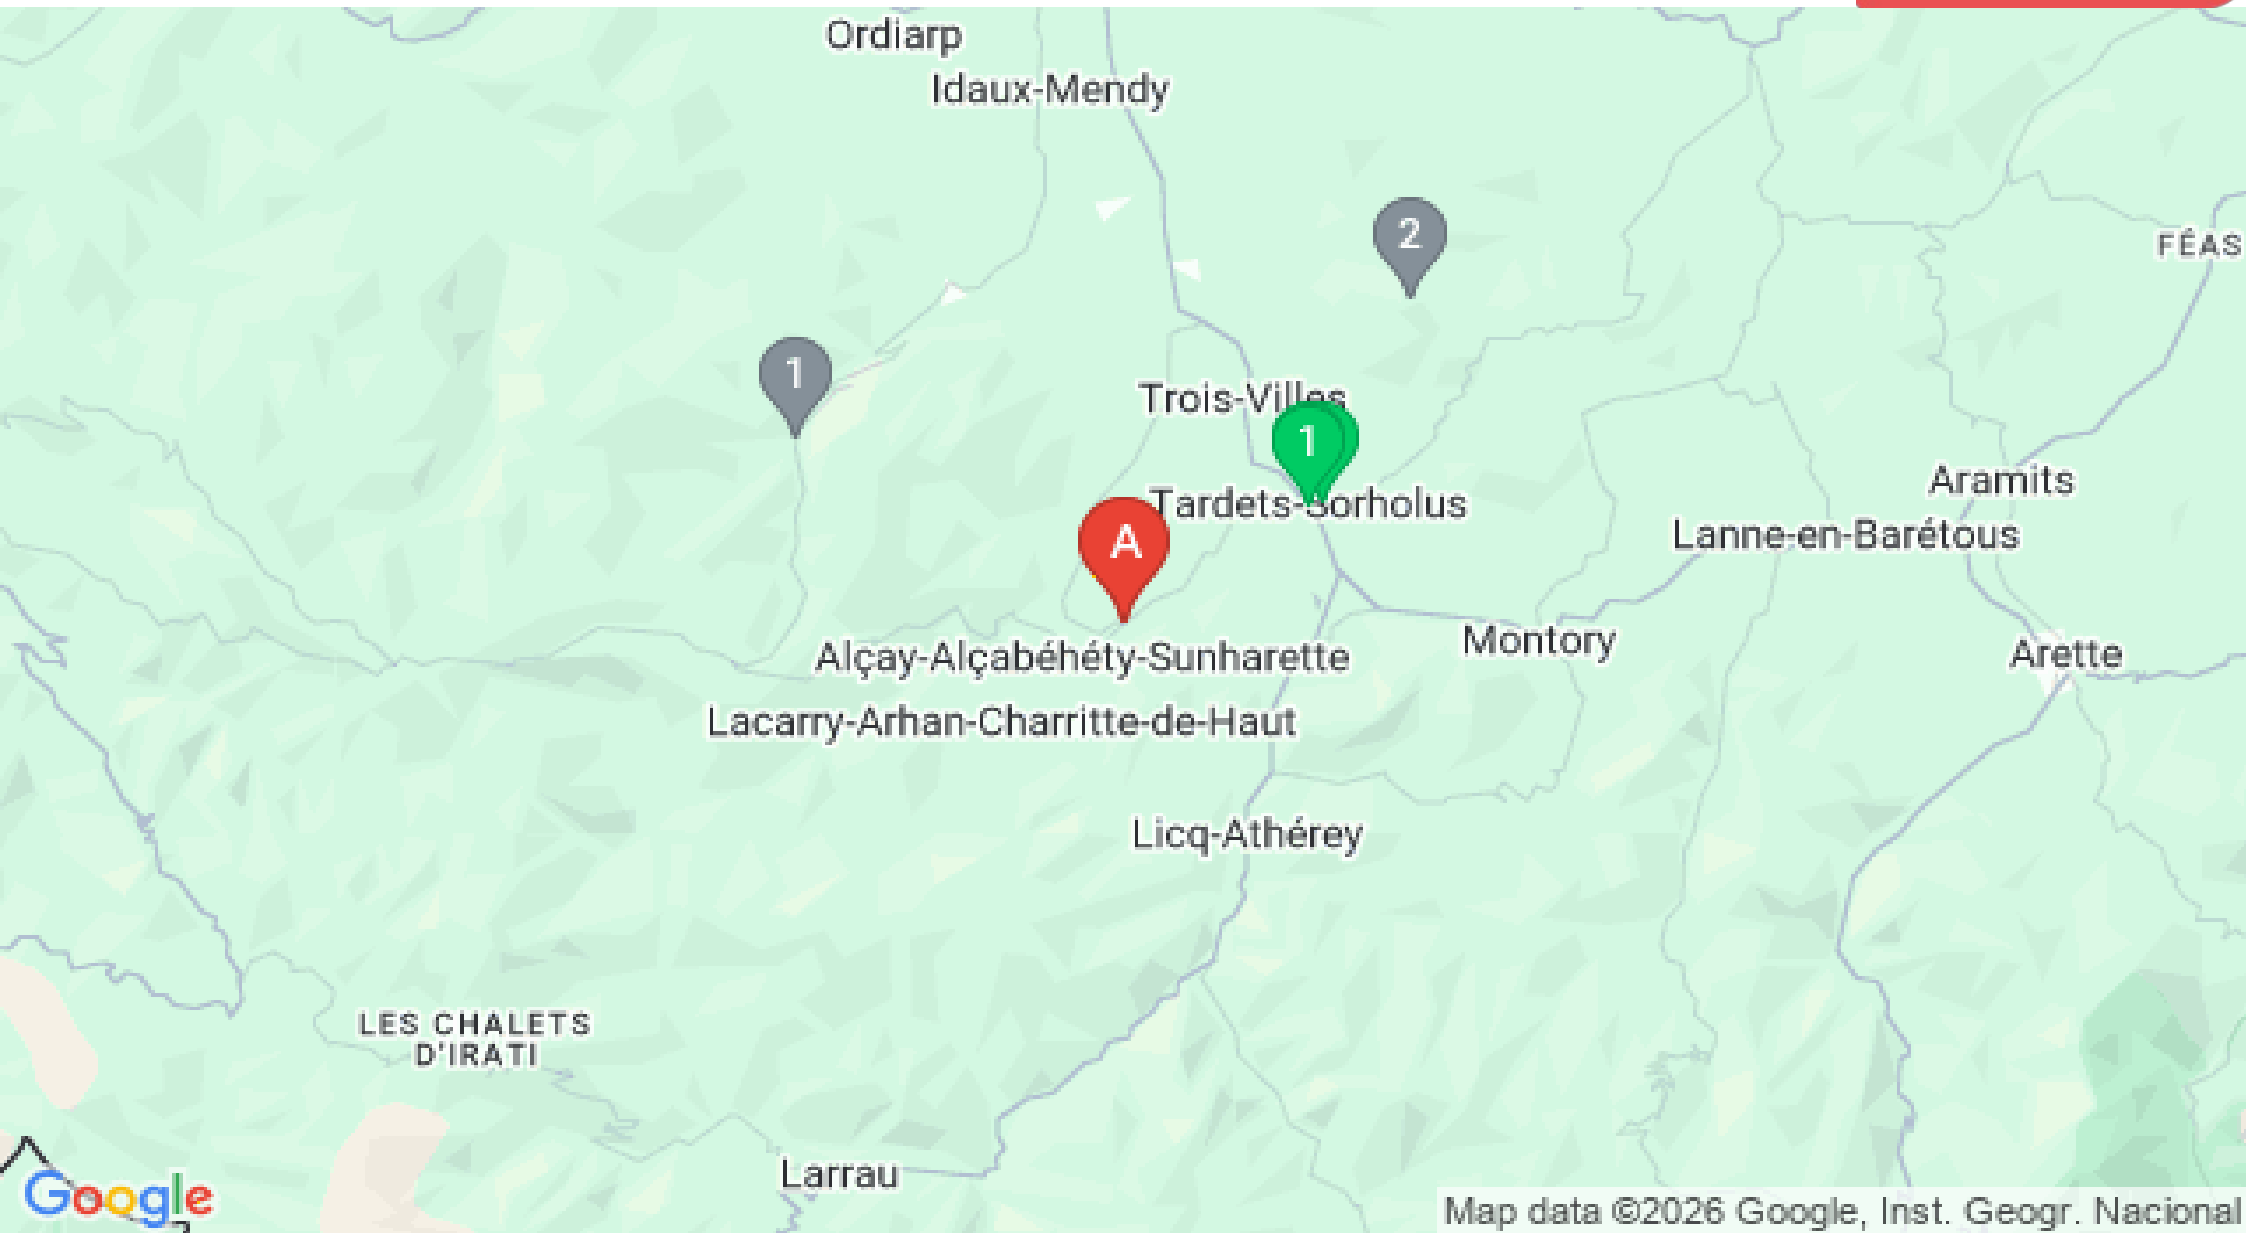 Ordiarp
Idaux-Mendy
2
FÉAS
1
Trois-Villes
1
Tardets-Sorholus
Aramits
A
Lanne-en-Barétous
Alçay-Alçabéhéty-Sunharette
Montory
Arette
Lacarry-Arhan-Charritte-de-Haut
Licq-Athérey
LES CHALETS
D'IRATI
Larrau
Google
Map data ©2026 Google, Inst. Geogr. Nacional